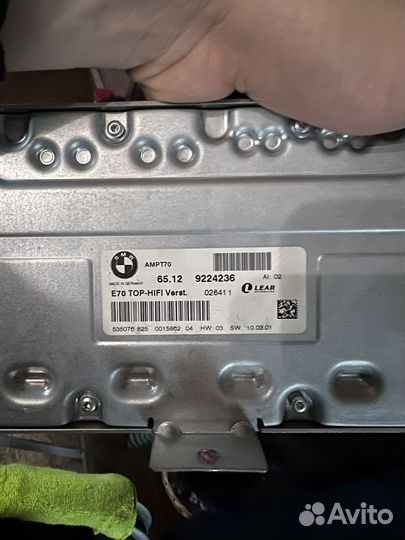 BMW
AMPT70
MADE IN GERMANY
65.12 9224236 AI: 02
E70 TOP-HIFI Verst. 026411 LEAR
535076 825 0015662 04 HW: 03 SW: 10.03.01
Avito